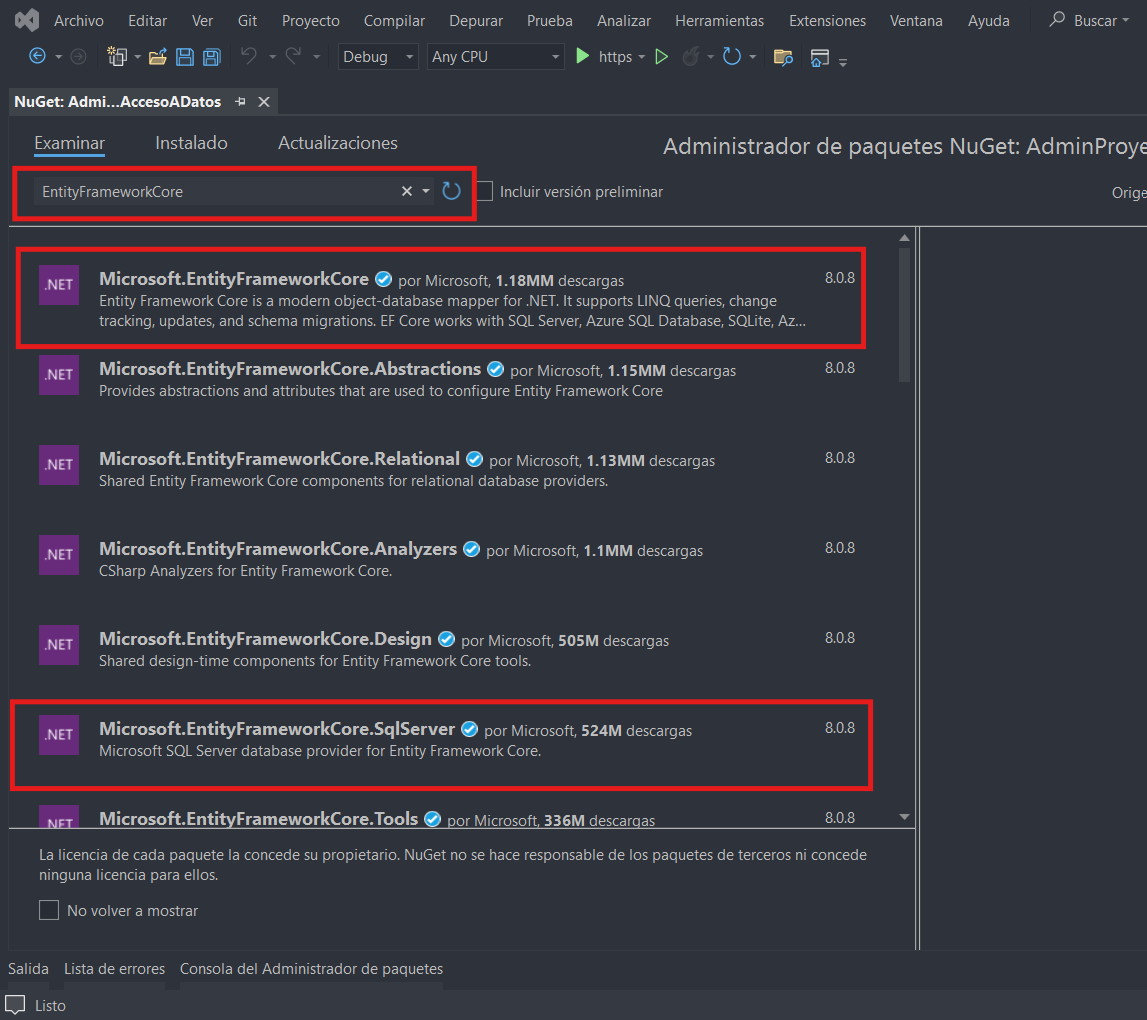 Archivo Editar Ver Git Proyecto Compilar Depurar Prueba Analizar Herramientas Extensiones Ventana Ayuda Buscar
Debug Any CPU https
NuGet: Admi...AccesoADatos
Examinar Instalado Actualizaciones
Administrador de paquetes NuGet: AdminProye
EntityFrameworkCore
Incluir versión preliminar
Orige
.NET
Microsoft.EntityFrameworkCore por Microsoft, 1.18MM descargas 8.0.8
Entity Framework Core is a modern object-database mapper for .NET. It supports LINQ queries, change
tracking, updates, and schema migrations. EF Core works with SQL Server, Azure SQL Database, SQLite, Az...
.NET
Microsoft.EntityFrameworkCore.Abstractions por Microsoft, 1.15MM descargas 8.0.8
Provides abstractions and attributes that are used to configure Entity Framework Core
.NET
Microsoft.EntityFrameworkCore.Relational por Microsoft, 1.13MM descargas 8.0.8
Shared Entity Framework Core components for relational database providers.
.NET
Microsoft.EntityFrameworkCore.Analyzers por Microsoft, 1.1MM descargas 8.0.8
CSharp Analyzers for Entity Framework Core.
.NET
Microsoft.EntityFrameworkCore.Design por Microsoft, 505M descargas 8.0.8
Shared design-time components for Entity Framework Core tools.
.NET
Microsoft.EntityFrameworkCore.SqlServer por Microsoft, 524M descargas 8.0.8
Microsoft SQL Server database provider for Entity Framework Core.
.NET
Microsoft.EntityFrameworkCore.Tools por Microsoft, 336M descargas 8.0.8
La licencia de cada paquete la concede su propietario. NuGet no se hace responsable de los paquetes de terceros ni concede
ninguna licencia para ellos.
No volver a mostrar
Salida Lista de errores Consola del Administrador de paquetes
Listo